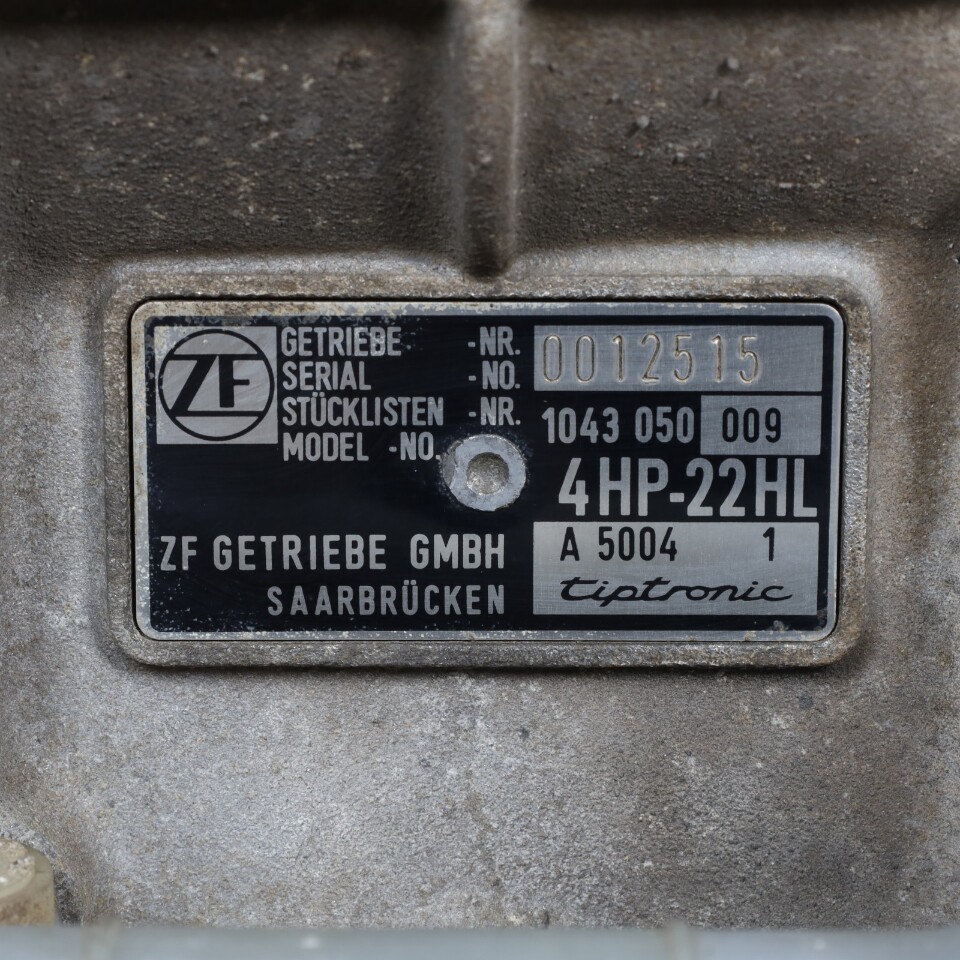 ZF
GETRIEBE -NR. 0012515
SERIAL -NO.
STÜCKLISTEN -NR. 1043 050 009
MODEL -NO.
4HP-22HL
ZF GETRIEBE GMBH A 5004 1
SAARBRÜCKEN tiptronic